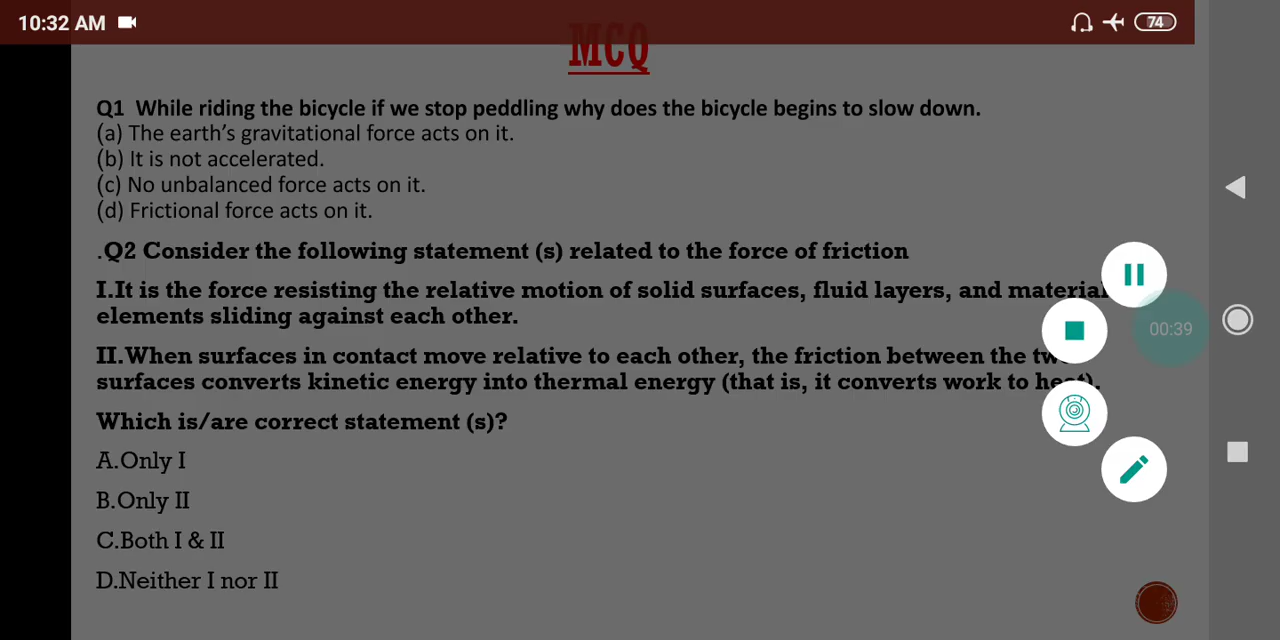 10:32 AM
74
MCQ
Q1 While riding the bicycle if we stop peddling why does the bicycle begins to slow down.
(a) The earth's gravitational force acts on it.
(b) It is not accelerated.
(c) No unbalanced force acts on it.
(d) Frictional force acts on it.
.Q2 Consider the following statement (s) related to the force of friction
I.It is the force resisting the relative motion of solid surfaces, fluid layers, and material
elements sliding against each other.
00:39
II.When surfaces in contact move relative to each other, the friction between the
surfaces converts kinetic energy into thermal energy (that is, it converts work to heat).
Which is/are correct statement (s)?
A.Only I
B.Only II
C.Both I & II
D.Neither I nor II